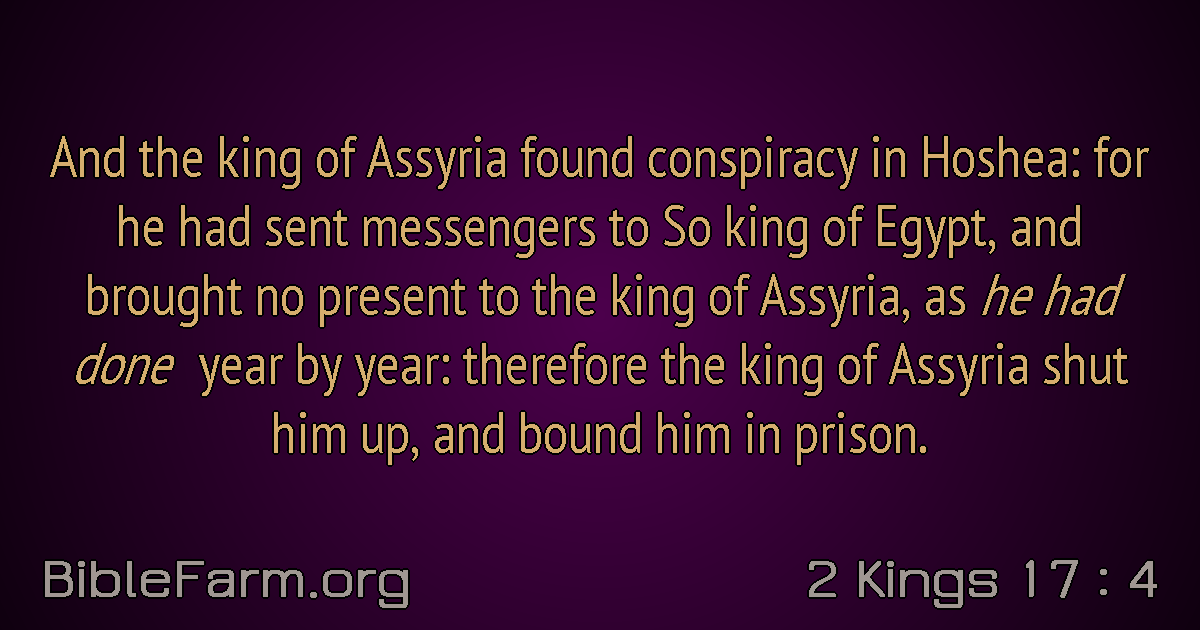 And the king of Assyria found conspiracy in Hoshea: for
he had sent messengers to So king of Egypt, and
brought no present to the king of Assyria, as he had
done year by year: therefore the king of Assyria shut
him up, and bound him in prison.
BibleFarm.org
2 Kings 17 : 4